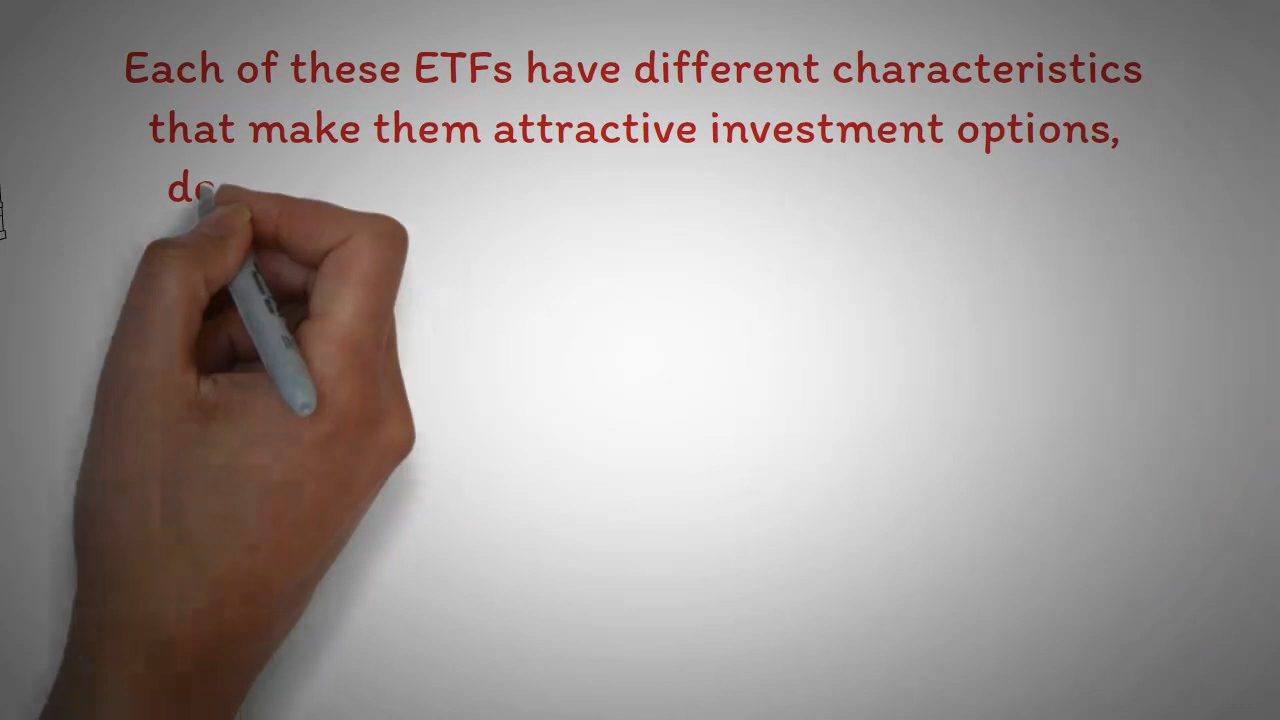 Each of these ETFs have different characteristics
that make them attractive investment options,